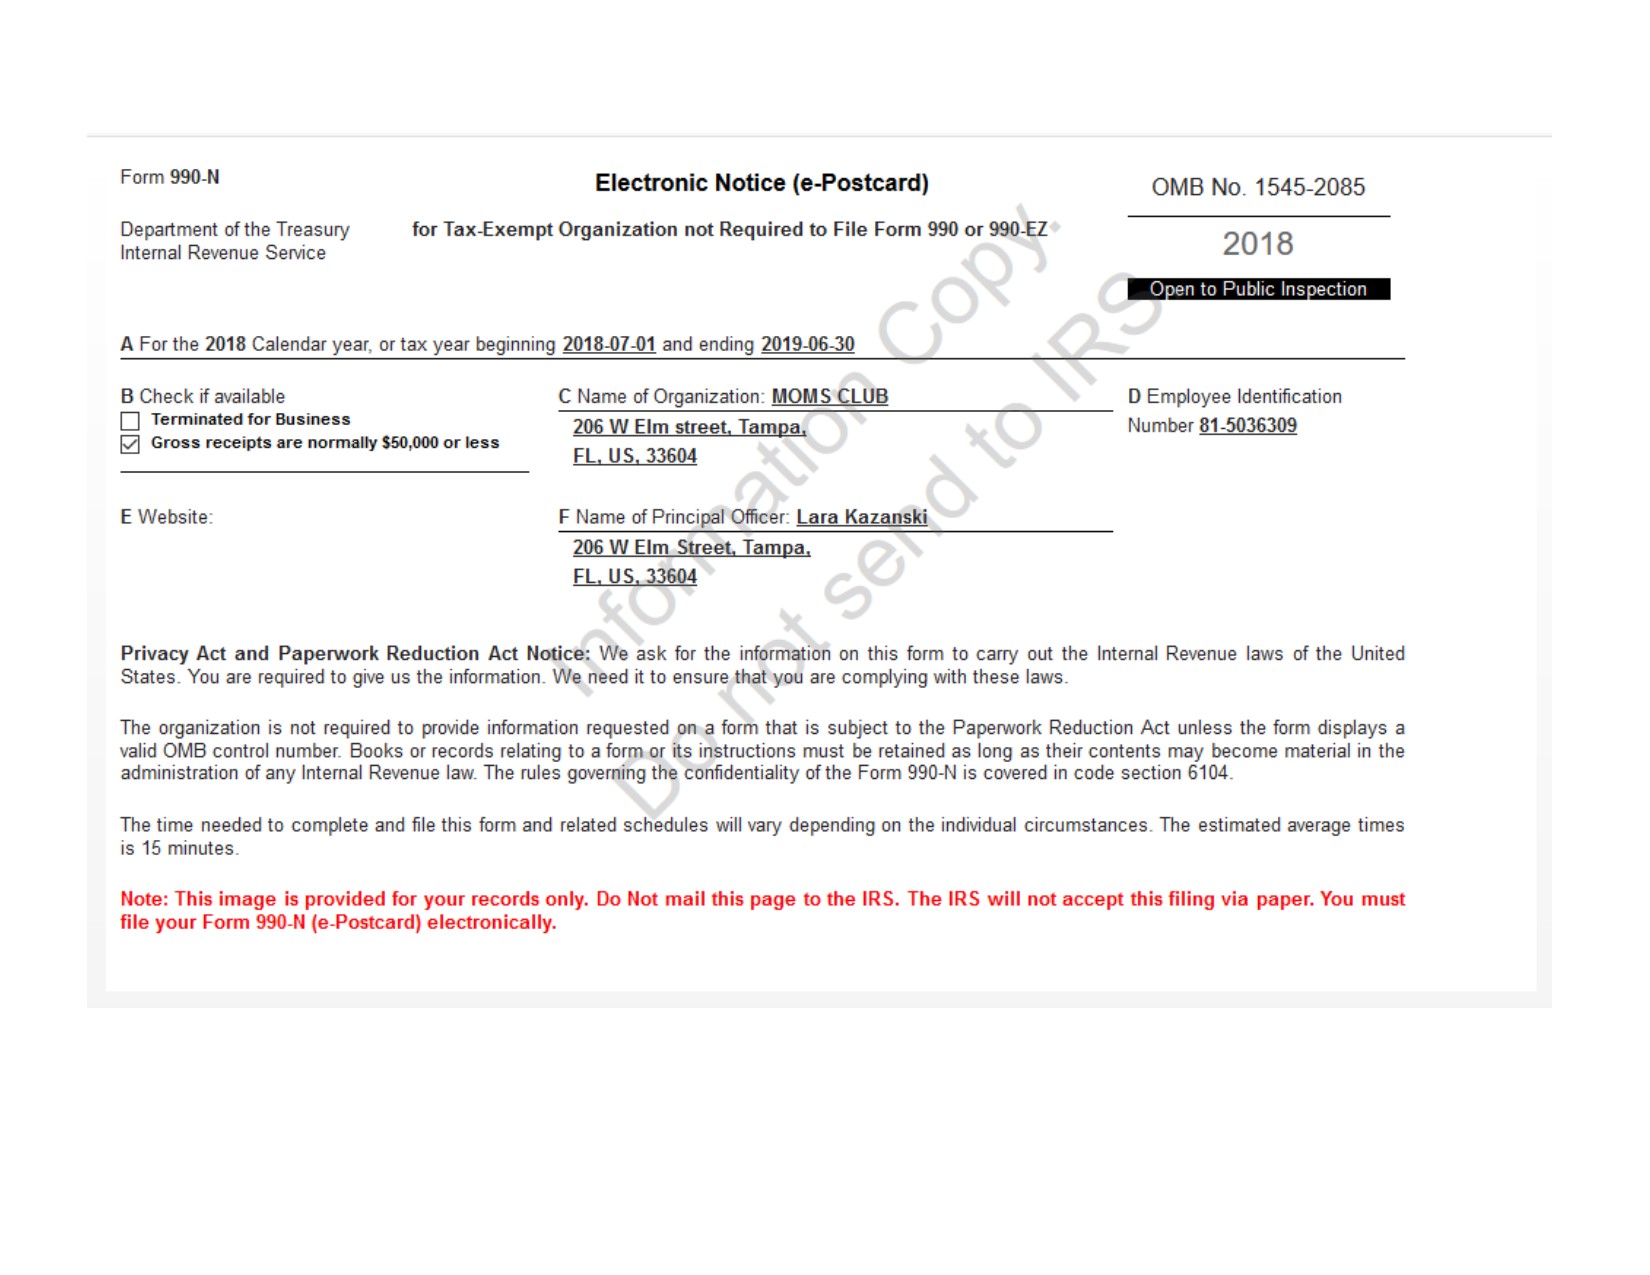 Form 990-N
Electronic Notice (e-Postcard)
OMB No. 1545-2085
Department of the Treasury
Internal Revenue Service
for Tax-Exempt Organization not Required to File Form 990 or 990-EZ
2018
Open to Public Inspection
A For the 2018 Calendar year, or tax year beginning 2018-07-01 and ending 2019-06-30
B Check if available
Terminated for Business
Gross receipts are normally $50,000 or less
C Name of Organization: MOMS CLUB
206 W Elm street, Tampa,
FL, US, 33604
D Employee Identification
Number 81-5036309
E Website:
F Name of Principal Officer: Lara Kazanski
206 W Elm Street, Tampa,
FL, US, 33604
Privacy Act and Paperwork Reduction Act Notice: We ask for the information on this form to carry out the Internal Revenue laws of the United
States. You are required to give us the information. We need it to ensure that you are complying with these laws.
The organization is not required to provide information requested on a form that is subject to the Paperwork Reduction Act unless the form displays a
valid OMB control number. Books or records relating to a form or its instructions must be retained as long as their contents may become material in the
administration of any Internal Revenue law. The rules governing the confidentiality of the Form 990-N is covered in code section 6104.
The time needed to complete and file this form and related schedules will vary depending on the individual circumstances. The estimated average times
is 15 minutes.
Note: This image is provided for your records only. Do Not mail this page to the IRS. The IRS will not accept this filing via paper. You must
file your Form 990-N (e-Postcard) electronically.
Information Copy.
Do not send to IRS